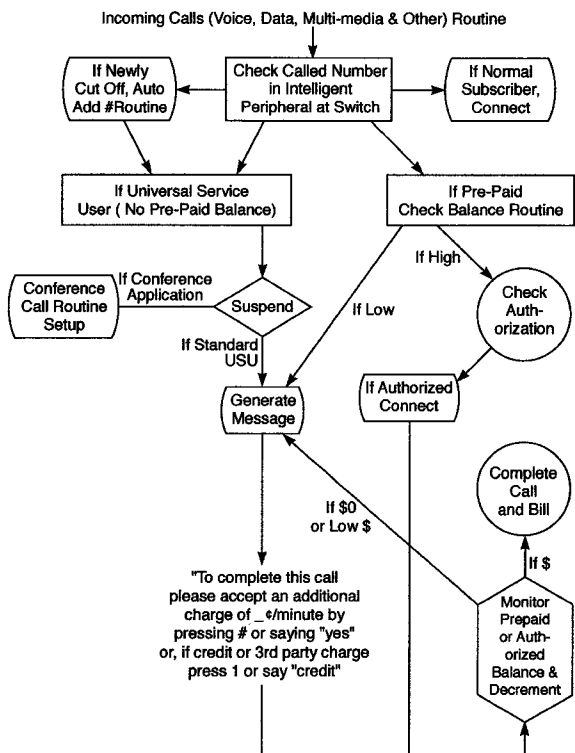 Incoming Calls (Voice, Data, Multi-media & Other) Routine
If Newly
Cut Off, Auto
Add #Routine
Check Called Number
in Intelligent
Peripheral at Switch
If Normal
Subscriber,
Connect
If Universal Service
User ( No Pre-Paid Balance)
If Pre-Paid
Check Balance Routine
If High
Conference
Call Routine
Setup
If Conference
Application
Suspend
If Low
Check
Auth-
orization
If Standard
USU
Generate
Message
If Authorized
Connect
If $0
or Low $
Complete
Call
and Bill
If $
"To complete this call
please accept an additional
charge of _¢/minute by
pressing # or saying "yes"
or, if credit or 3rd party charge
press 1 or say "credit"
Monitor
Prepaid
or Auth-
orized
Balance &
Decrement